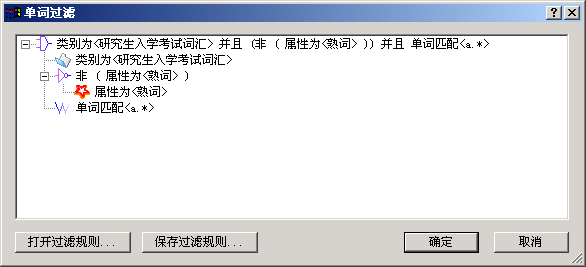 单词过滤
类别为<研究生入学考试词汇> 并且 (非 ( 属性为<熟词> )) 并且 单词匹配<a.*>
类别为<研究生入学考试词汇>
非 ( 属性为<熟词> )
属性为<熟词>
单词匹配<a.*>
打开过滤规则...
保存过滤规则...
确定
取消